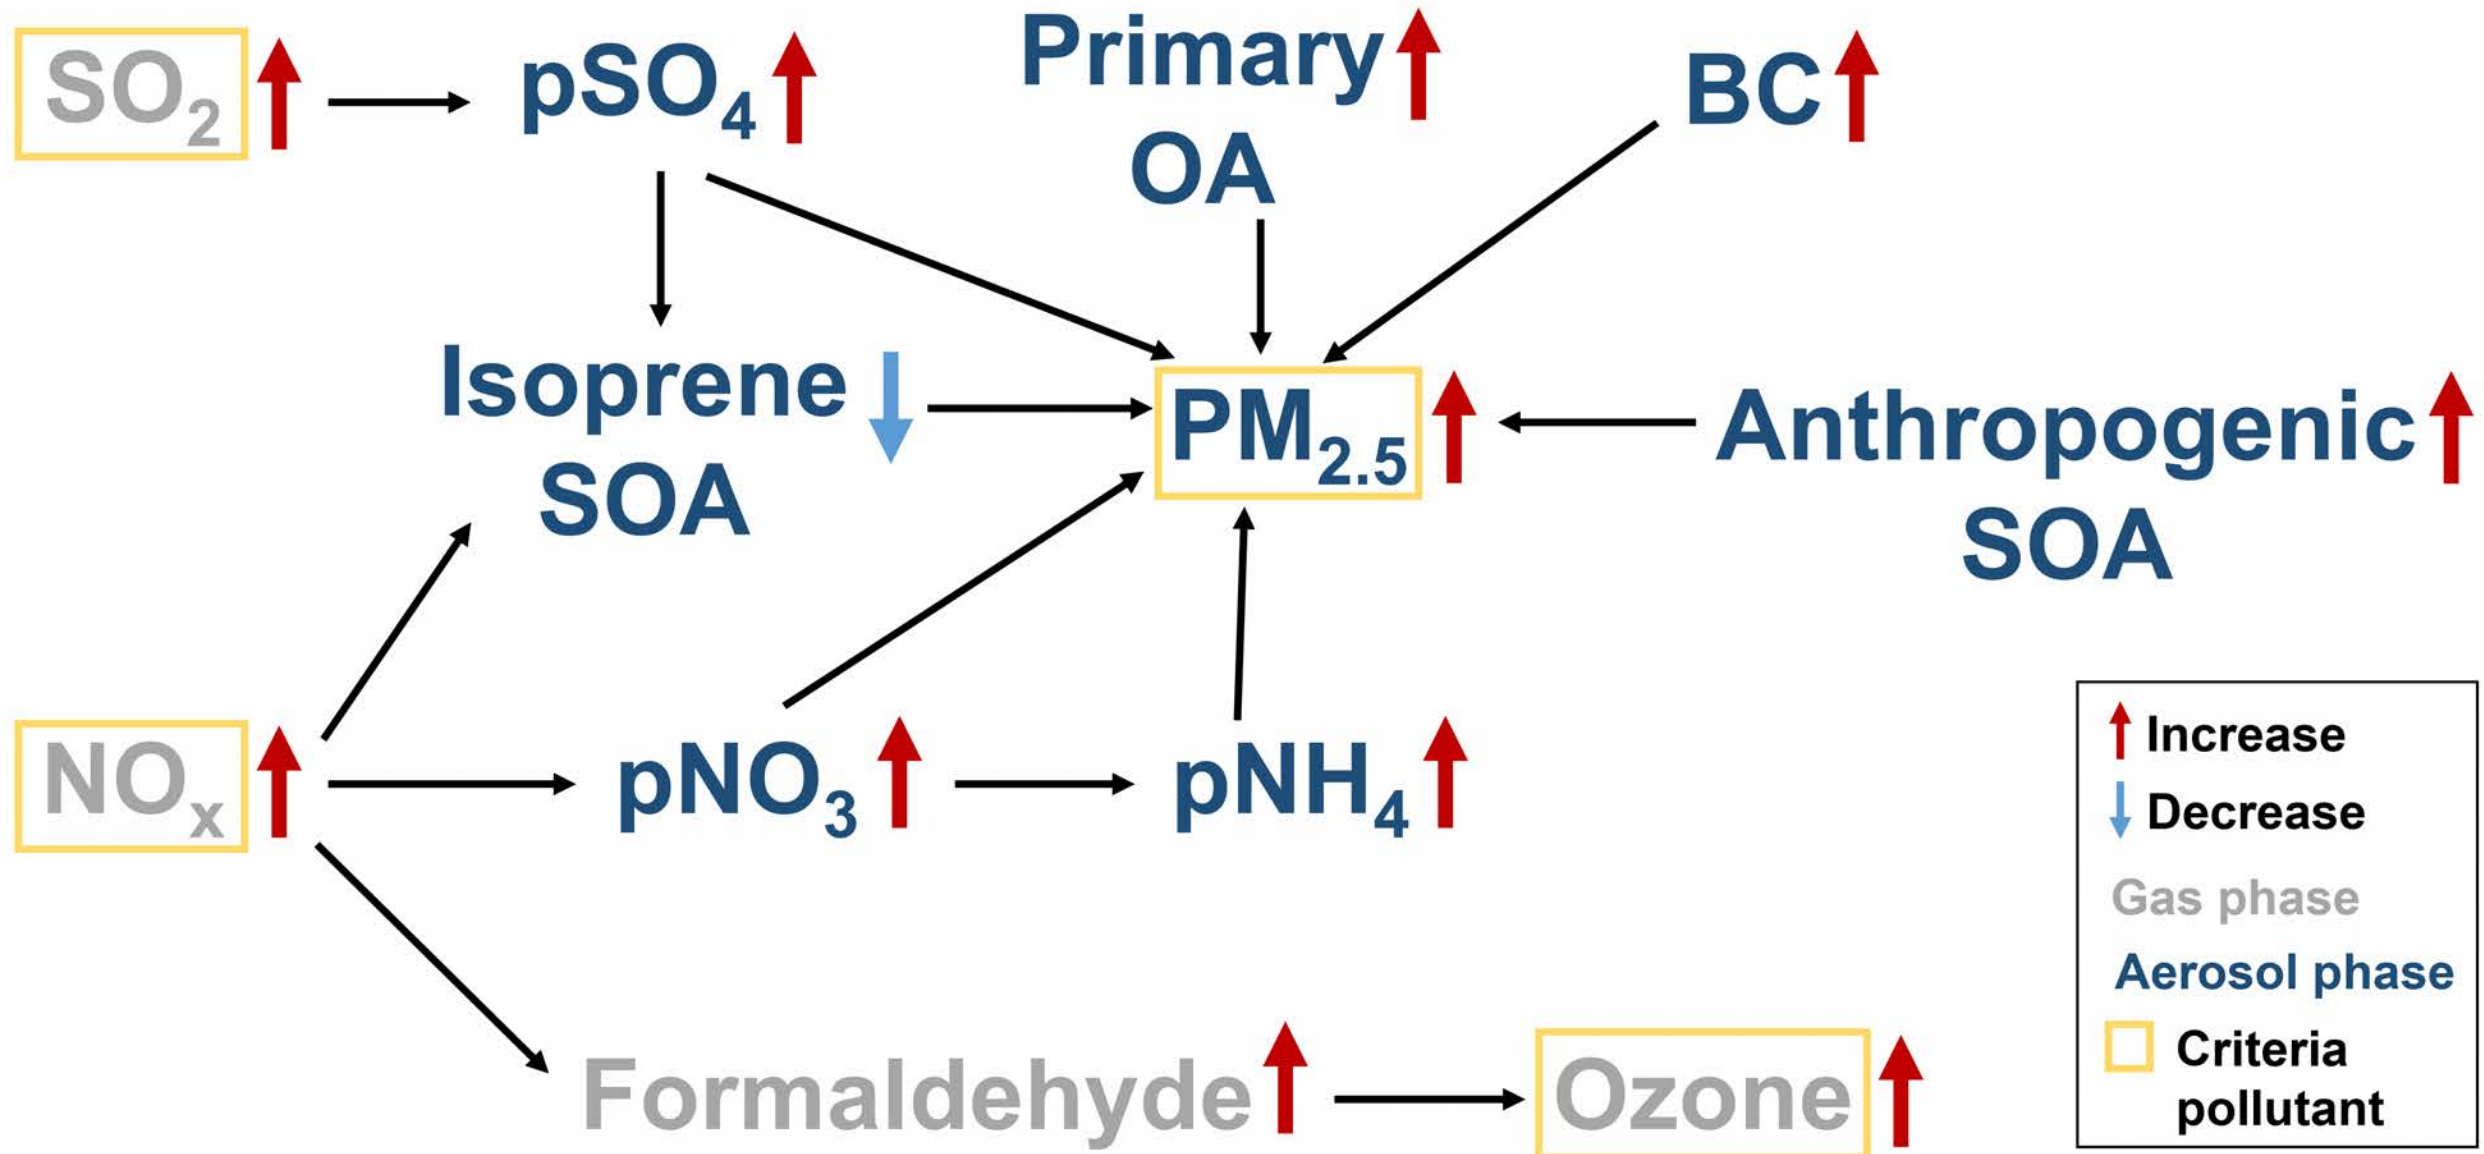 SO₂
pSO₄
Primary
OA
BC
Isoprene
SOA
PM₂.₅
Anthropogenic
SOA
NOₓ
pNO₃
pNH₄
Formaldehyde
Ozone
Increase
Decrease
Gas phase
Aerosol phase
Criteria
pollutant